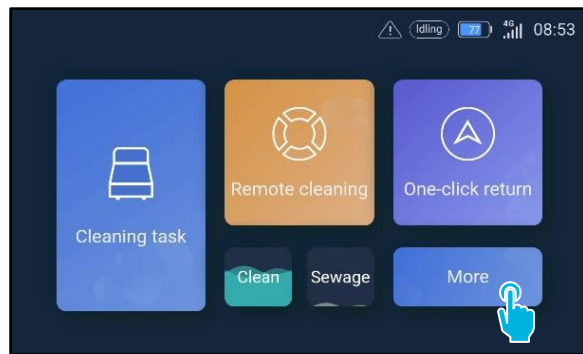 Idling 77 4G 08:53
Cleaning task
Remote cleaning
One-click return
Clean
Sewage
More